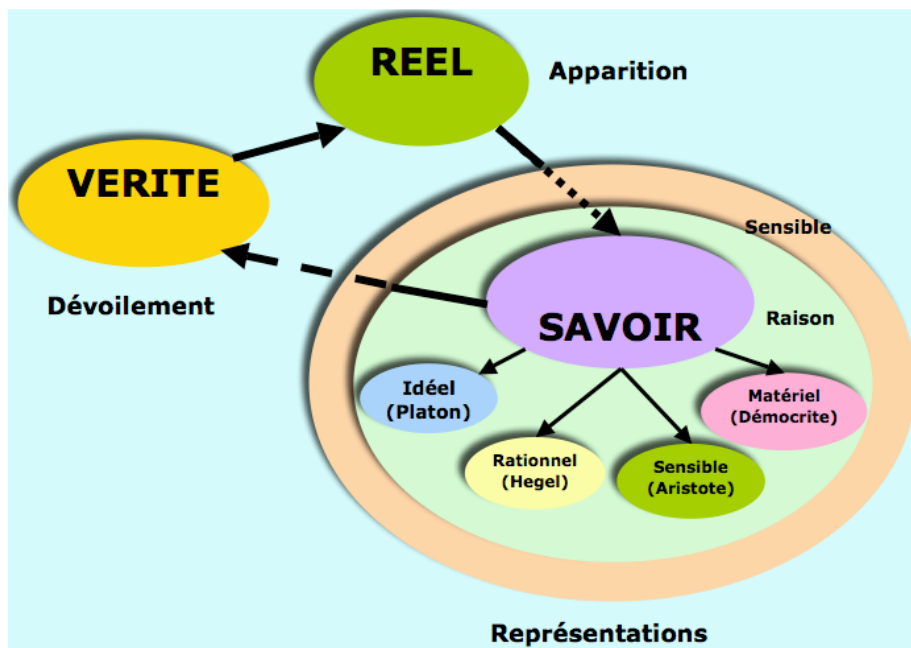 REEL
Apparition
VERITE
Sensible
Dévoilement
SAVOIR
Raison
Idéel
(Platon)
Matériel
(Démocrite)
Rationnel
(Hegel)
Sensible
(Aristote)
Représentations